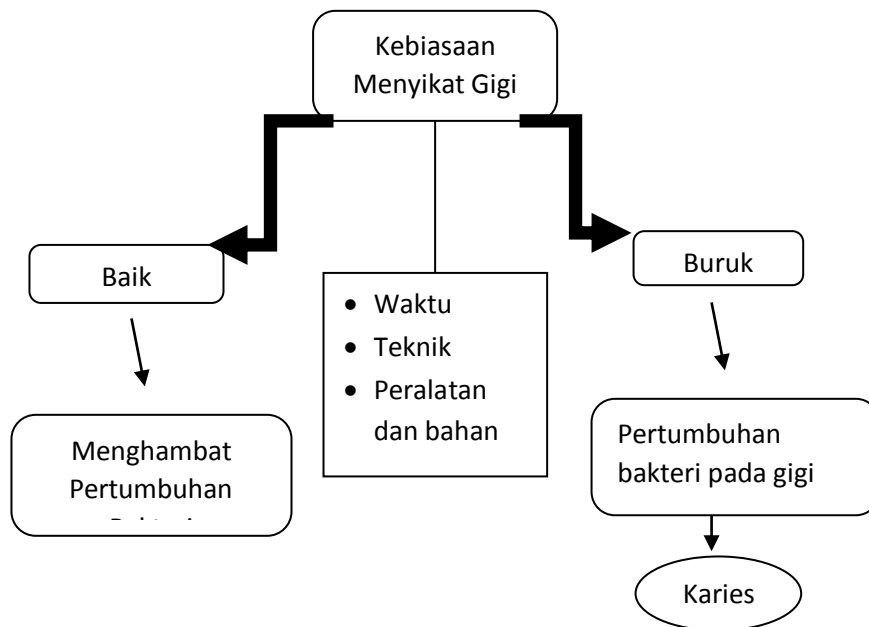 Kebiasaan
Menyikat Gigi
Baik
Buruk
• Waktu
• Teknik
• Peralatan
dan bahan
Menghambat
Pertumbuhan
Pertumbuhan
bakteri pada gigi
Karies